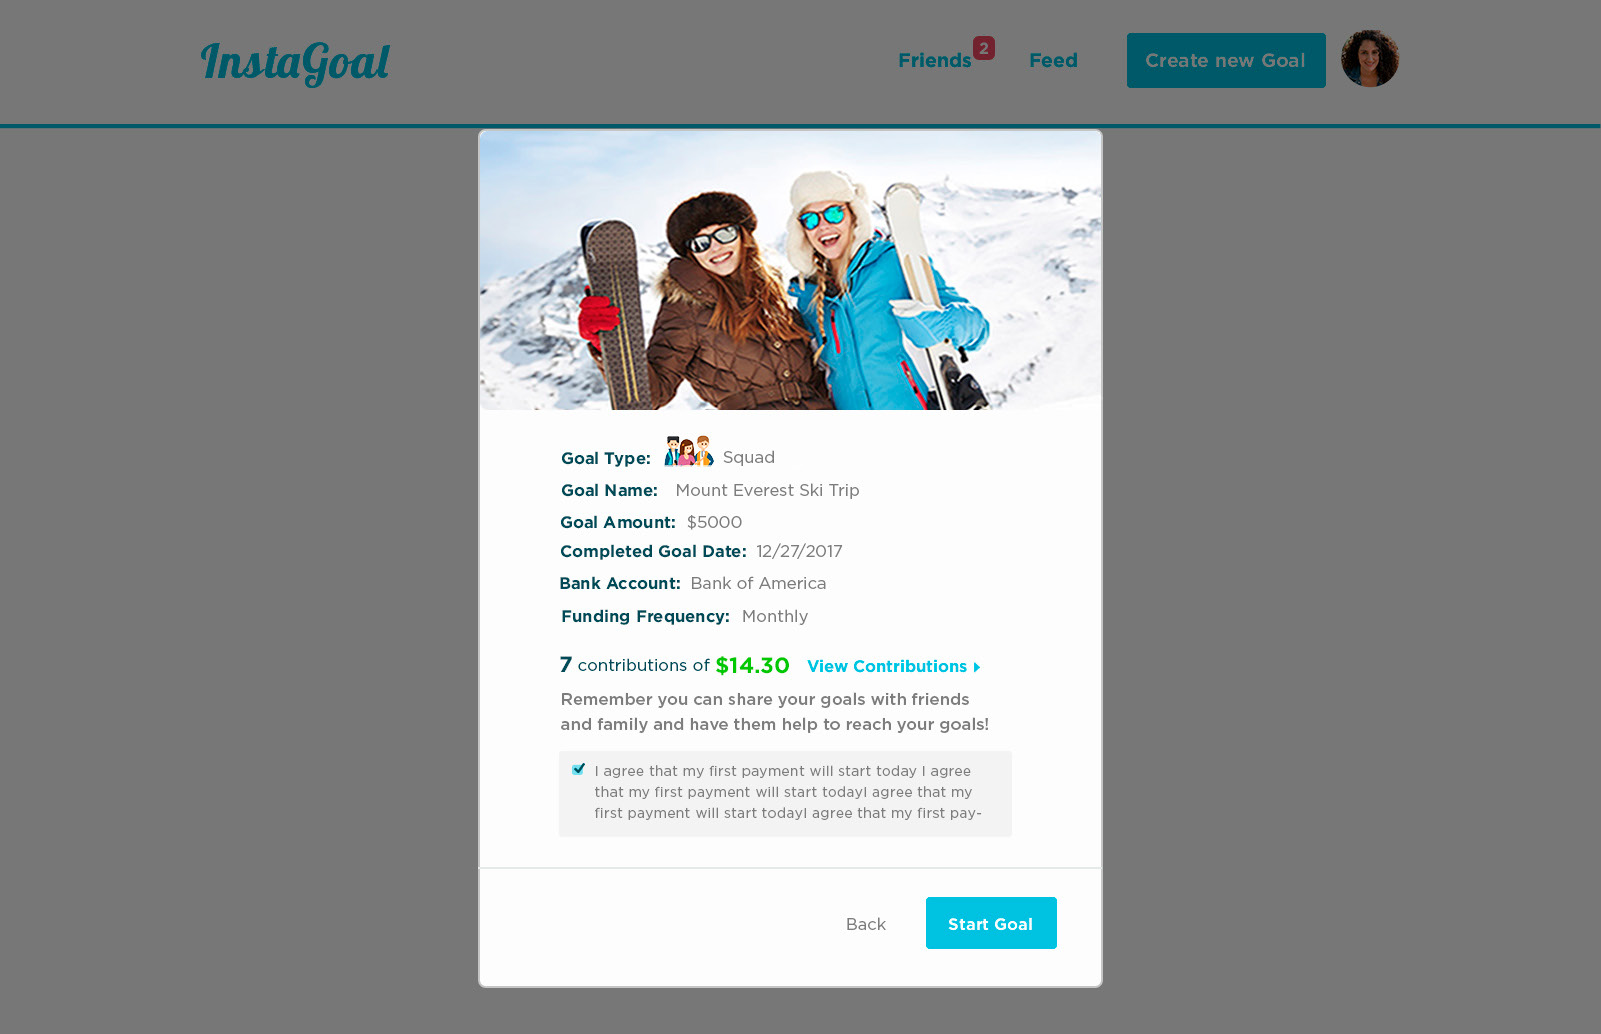 InstaGoal
Friends 2 Feed Create new Goal
Goal Type: Squad
Goal Name: Mount Everest Ski Trip
Goal Amount: $5000
Completed Goal Date: 12/27/2017
Bank Account: Bank of America
Funding Frequency: Monthly
7 contributions of $14.30 View Contributions
Remember you can share your goals with friends
and family and have them help to reach your goals!
I agree that my first payment will start today I agree
that my first payment will start todayI agree that my
first payment will start todayI agree that my first pay-
Back Start Goal